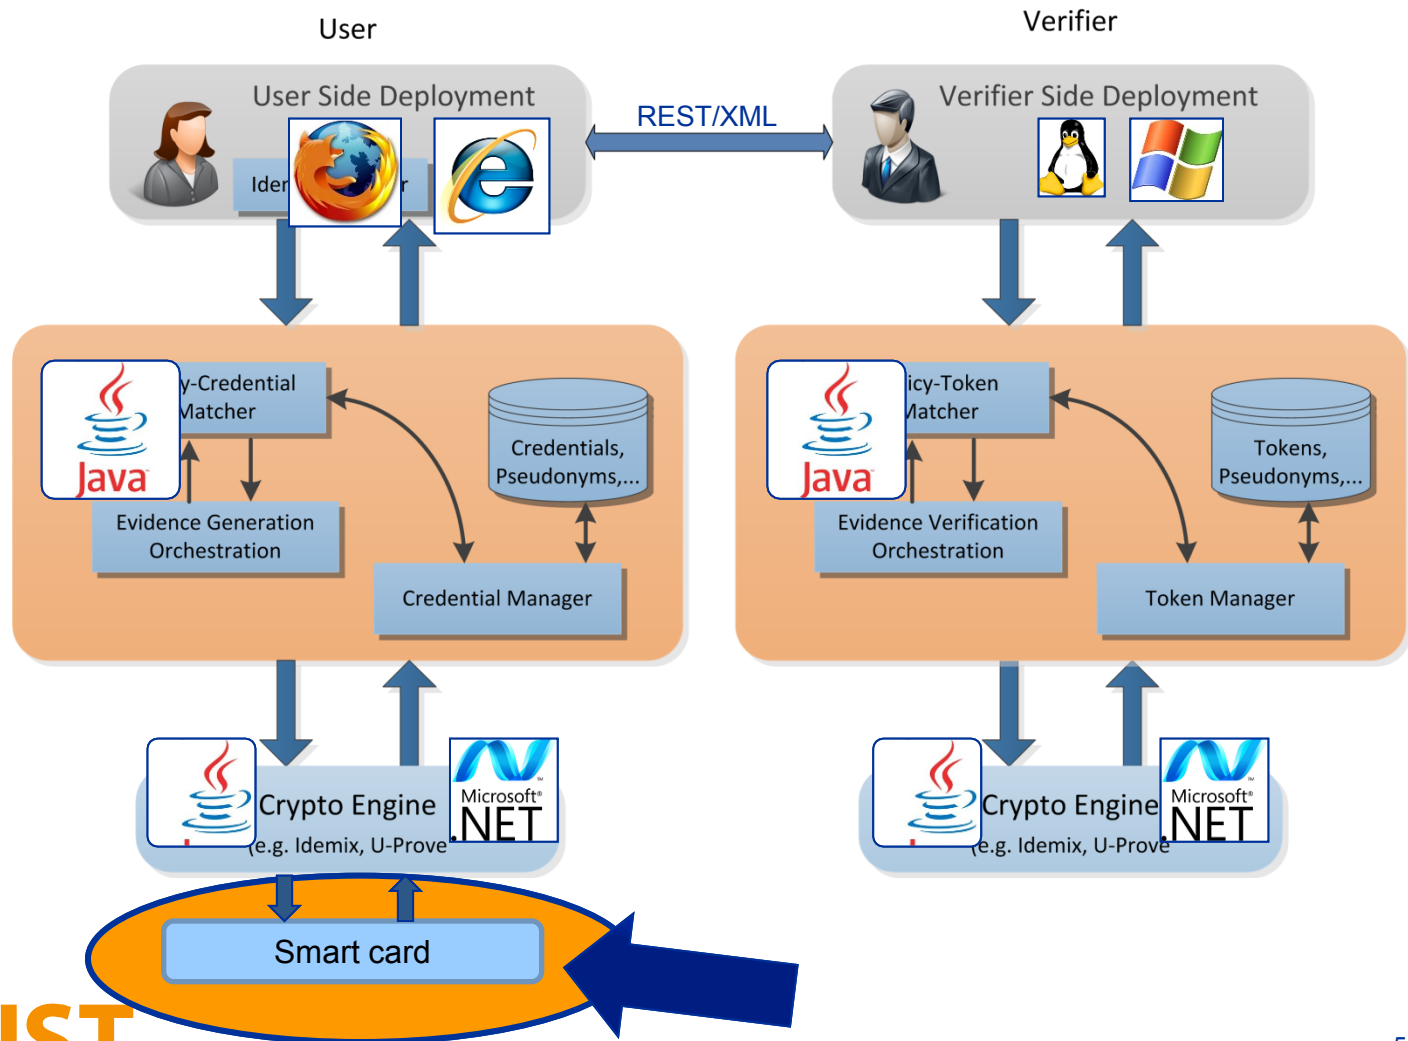 User
Verifier
User Side Deployment
REST/XML
Verifier Side Deployment
y-Credential
Matcher
Java
Credentials,
Pseudonyms,...
Evidence Generation
Orchestration
Credential Manager
icy-Token
Matcher
Java
Tokens,
Pseudonyms,...
Evidence Verification
Orchestration
Token Manager
Crypto Engine
(e.g. Idemix, U-Prove
Microsoft®
.NET
Crypto Engine
(e.g. Idemix, U-Prove
Microsoft®
.NET
Smart card